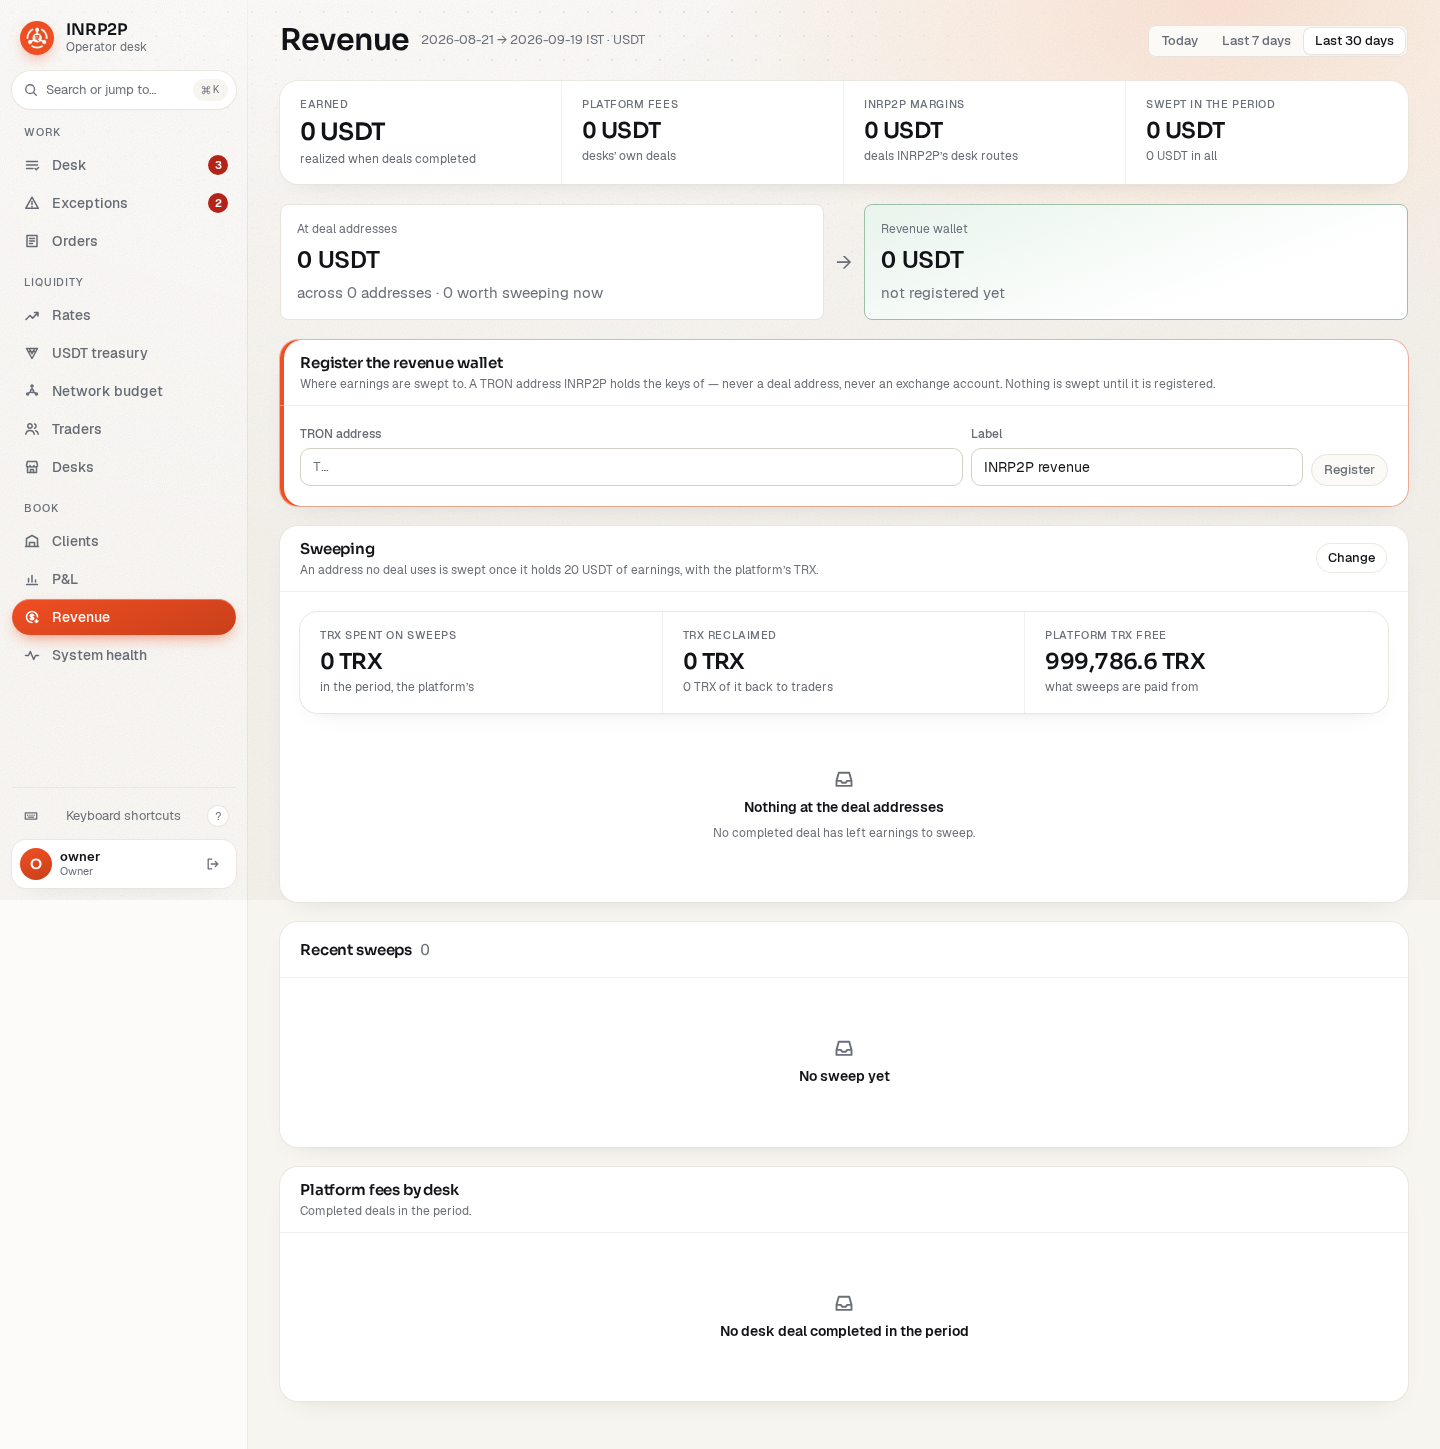 INRP2P
Operator desk
Search or jump to...
⌘K
WORK
Desk
3
Exceptions
2
Orders
LIQUIDITY
Rates
USDT treasury
Network budget
Traders
Desks
BOOK
Clients
P&L
Revenue
System health
Keyboard shortcuts
?
O
owner
Owner
Revenue
2026-08-21 → 2026-09-19 IST · USDT
Today
Last 7 days
Last 30 days
EARNED
0 USDT
realized when deals completed
PLATFORM FEES
0 USDT
desks’ own deals
INRP2P MARGINS
0 USDT
deals INRP2P’s desk routes
SWEPT IN THE PERIOD
0 USDT
0 USDT in all
At deal addresses
0 USDT
across 0 addresses · 0 worth sweeping now
→
Revenue wallet
0 USDT
not registered yet
Register the revenue wallet
Where earnings are swept to. A TRON address INRP2P holds the keys of — never a deal address, never an exchange account. Nothing is swept until it is registered.
TRON address
T...
Label
INRP2P revenue
Register
Sweeping
An address no deal uses is swept once it holds 20 USDT of earnings, with the platform’s TRX.
Change
TRX SPENT ON SWEEPS
0 TRX
in the period, the platform’s
TRX RECLAIMED
0 TRX
0 TRX of it back to traders
PLATFORM TRX FREE
999,786.6 TRX
what sweeps are paid from
Nothing at the deal addresses
No completed deal has left earnings to sweep.
Recent sweeps 0
No sweep yet
Platform fees by desk
Completed deals in the period.
No desk deal completed in the period